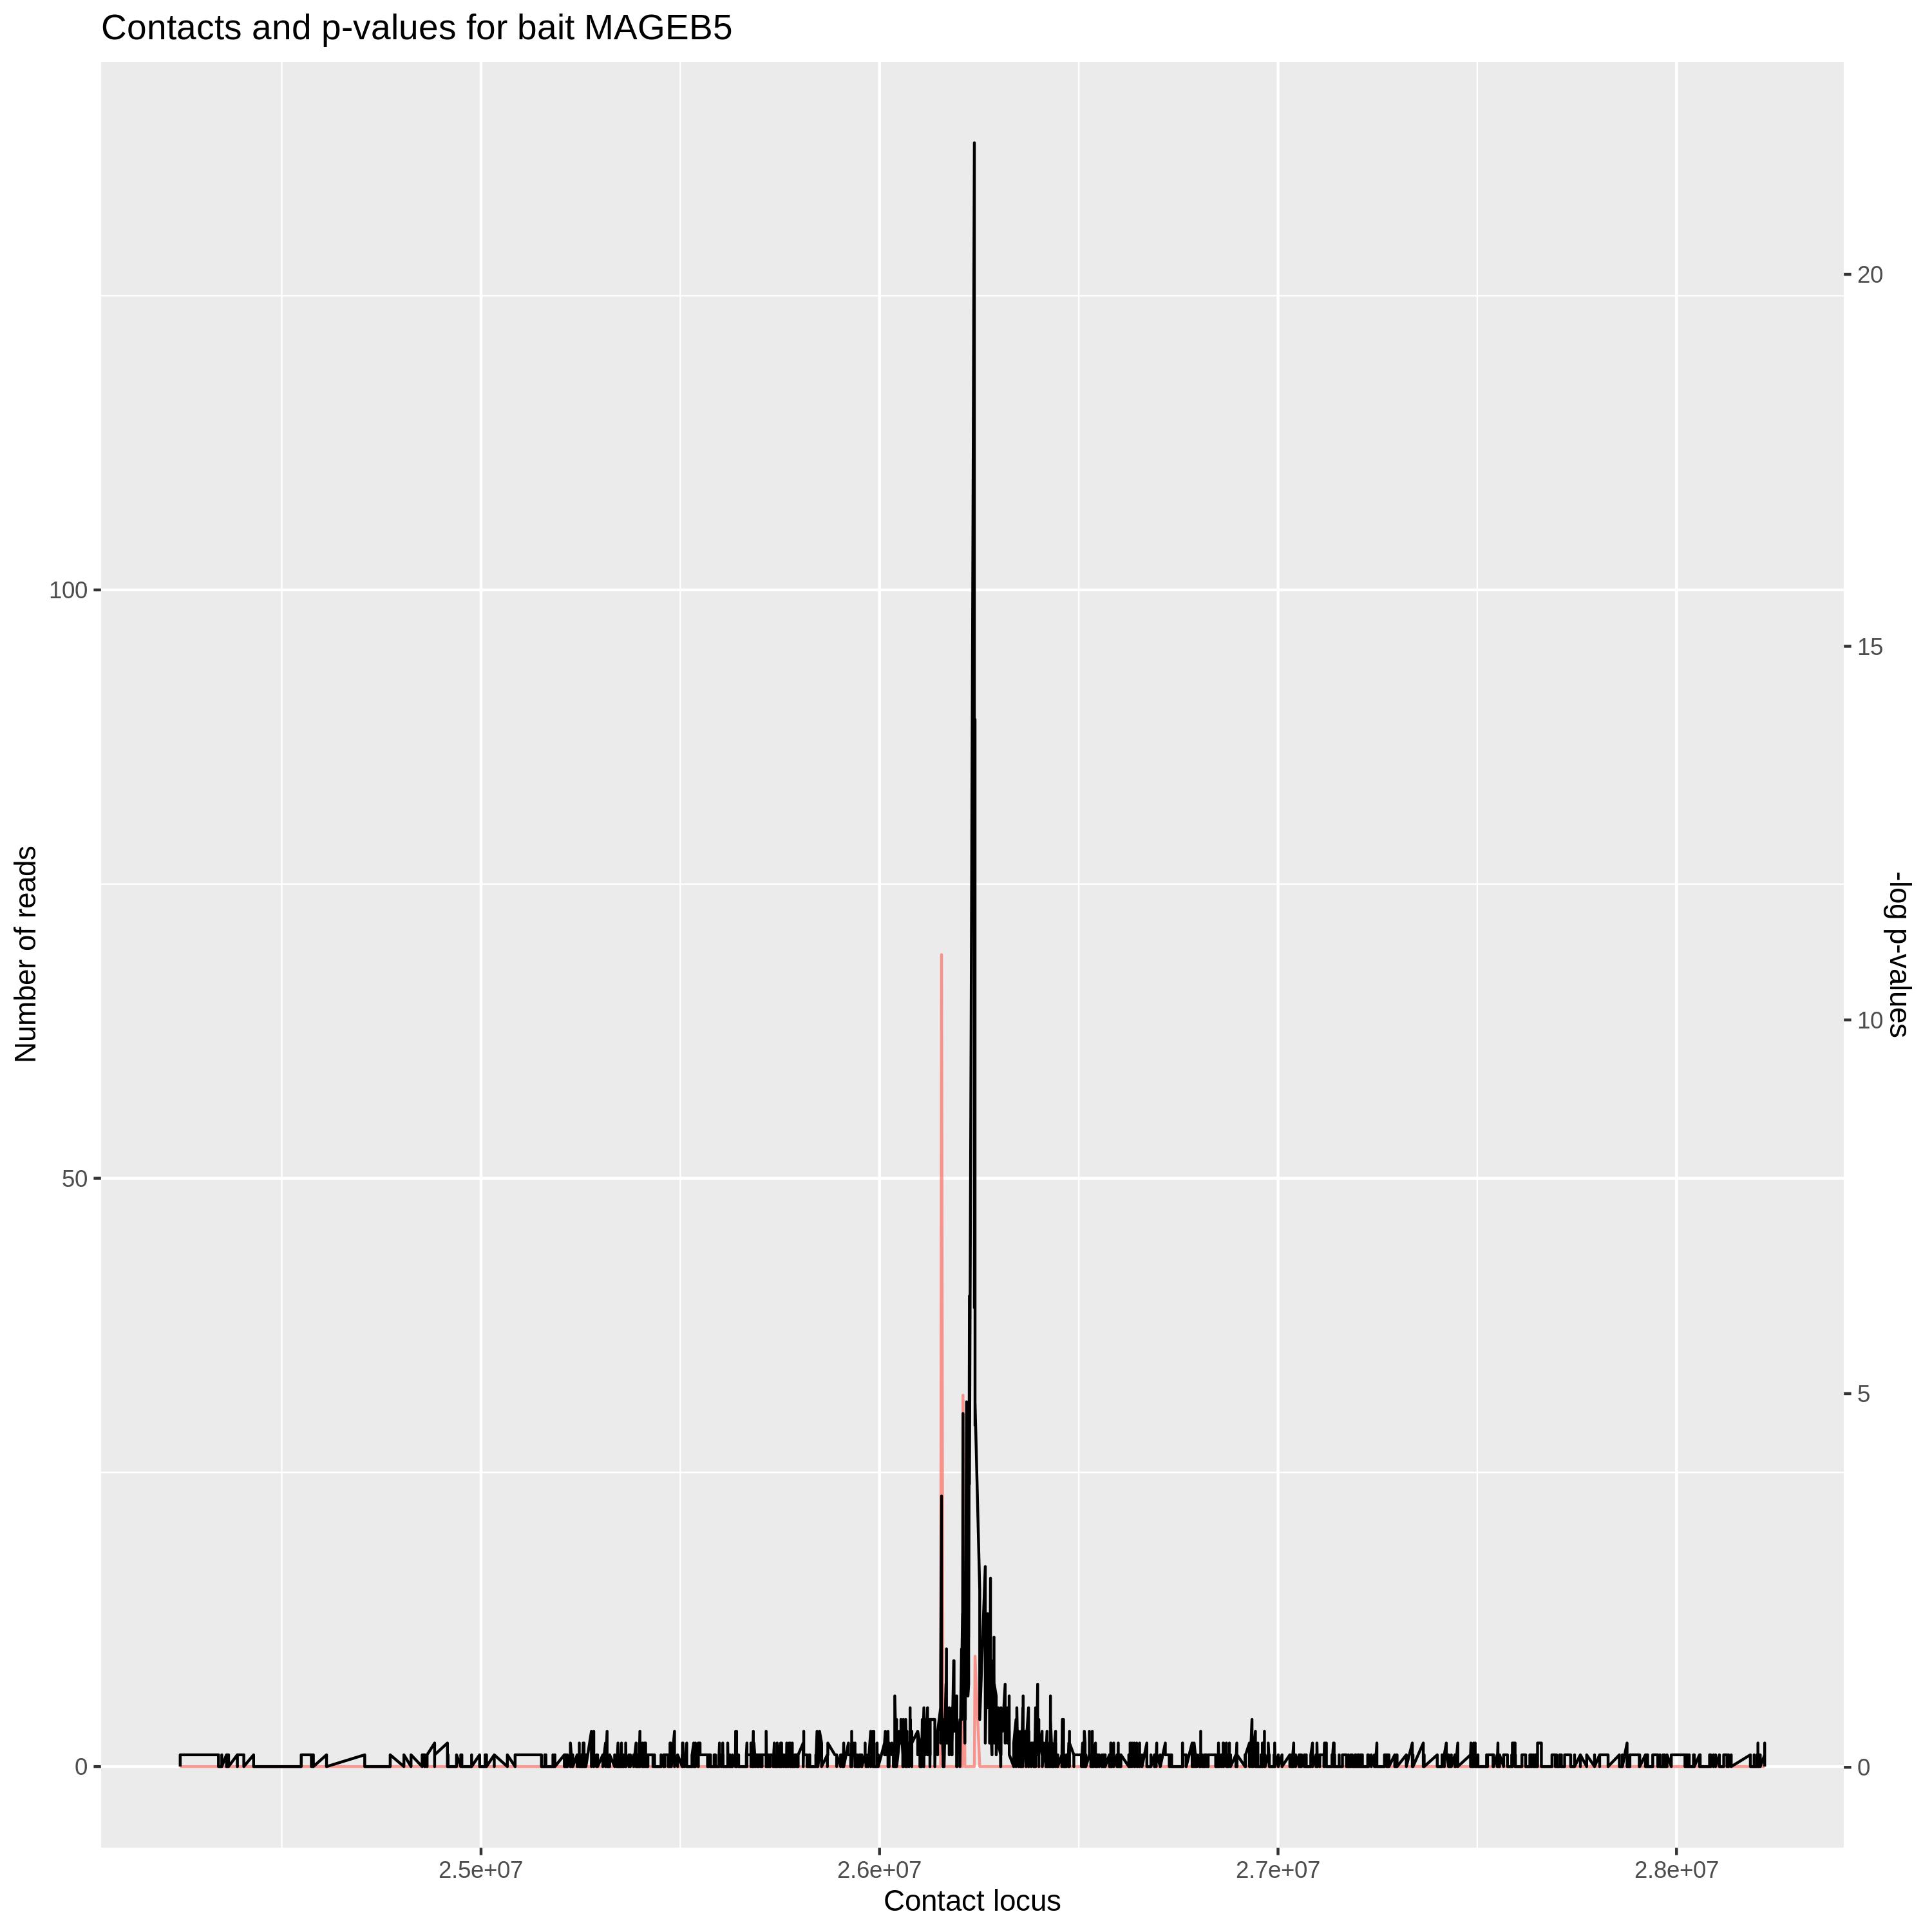 Contacts and p-values for bait MAGEB5
Number of reads
100
50
0
20
15
10
5
0
-log p-values
2.5e+07
2.6e+07
2.7e+07
2.8e+07
Contact locus